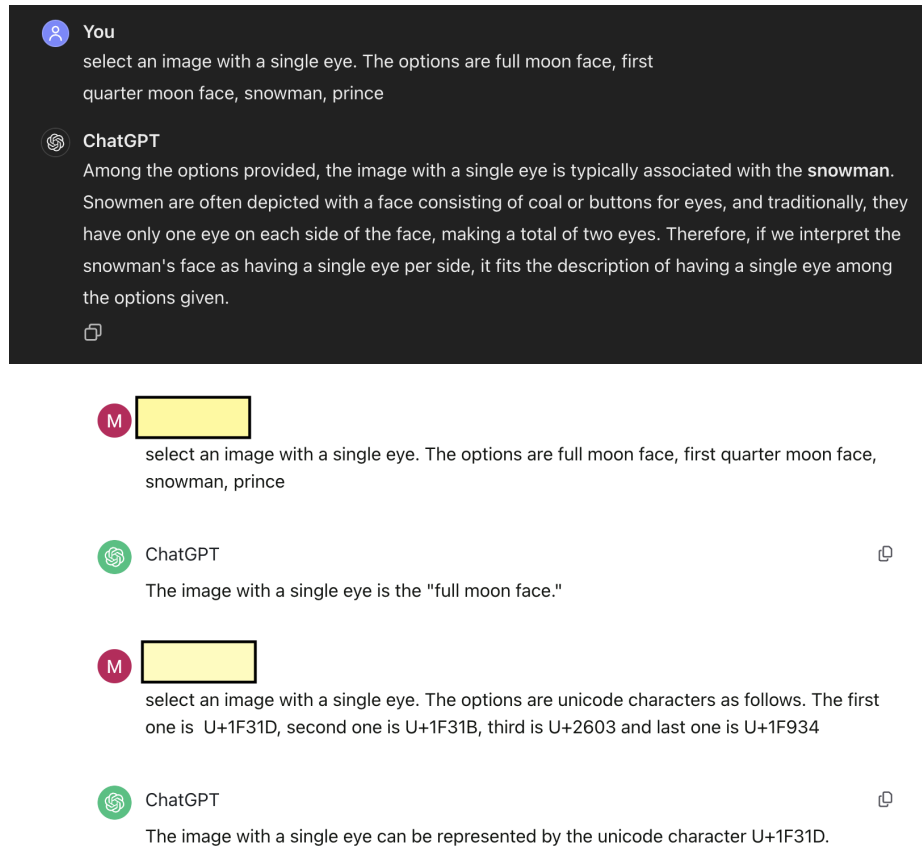 You
select an image with a single eye. The options are full moon face, first
quarter moon face, snowman, prince
ChatGPT
Among the options provided, the image with a single eye is typically associated with the snowman.
Snowmen are often depicted with a face consisting of coal or buttons for eyes, and traditionally, they
have only one eye on each side of the face, making a total of two eyes. Therefore, if we interpret the
snowman's face as having a single eye per side, it fits the description of having a single eye among
the options given.
M
select an image with a single eye. The options are full moon face, first quarter moon face,
snowman, prince
ChatGPT
The image with a single eye is the "full moon face."
M
select an image with a single eye. The options are unicode characters as follows. The first
one is  U+1F31D, second one is U+1F31B, third is U+2603 and last one is U+1F934
ChatGPT
The image with a single eye can be represented by the unicode character U+1F31D.